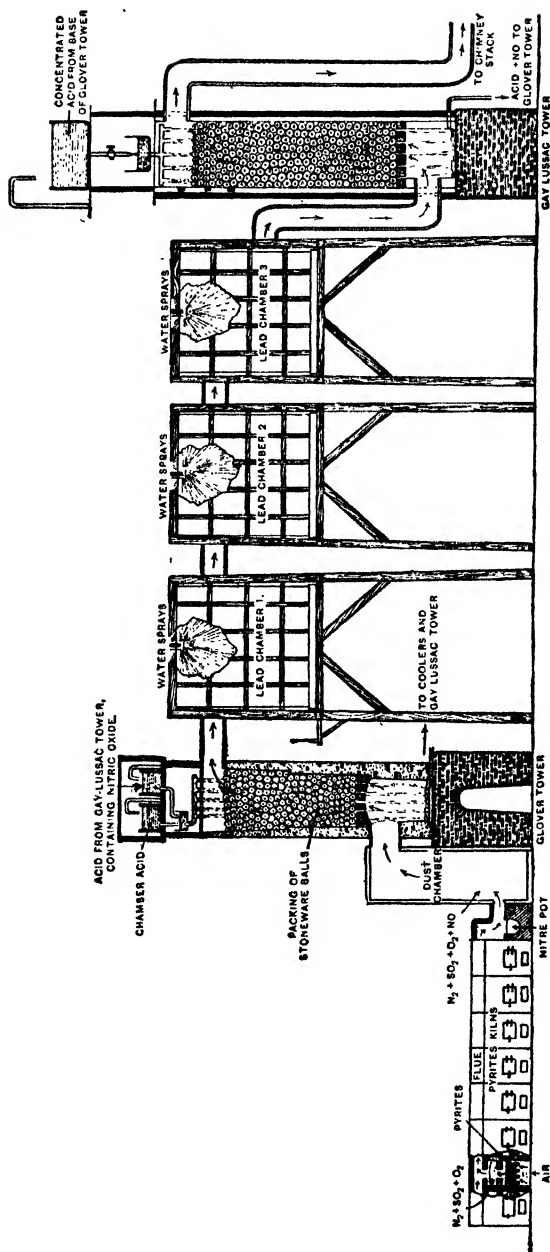 N₂+SO₂+O₂
PYRITES
AIR
FLUE
PYRITES KILNS
N₂+SO₂+O₂+NO
NITRE POT
DUST
CHAMBER
PACKING OF
STONEWARE BALLS
CHAMBER ACID
ACID FROM GAY-LUSSAC TOWER,
CONTAINING NITRIC OXIDE.
GLOVER TOWER
TO COOLERS AND
GAY LUSSAC TOWER
WATER SPRAYS
LEAD CHAMBER 1.
WATER SPRAYS
LEAD CHAMBER 2
WATER SPRAYS
LEAD CHAMBER 3
CONCENTRATED
ACID FROM BASE
OF GLOVER TOWER
TO CHIMNEY
STACK
ACID +NO TO
GLOVER TOWER
GAY LUSSAC TOWER